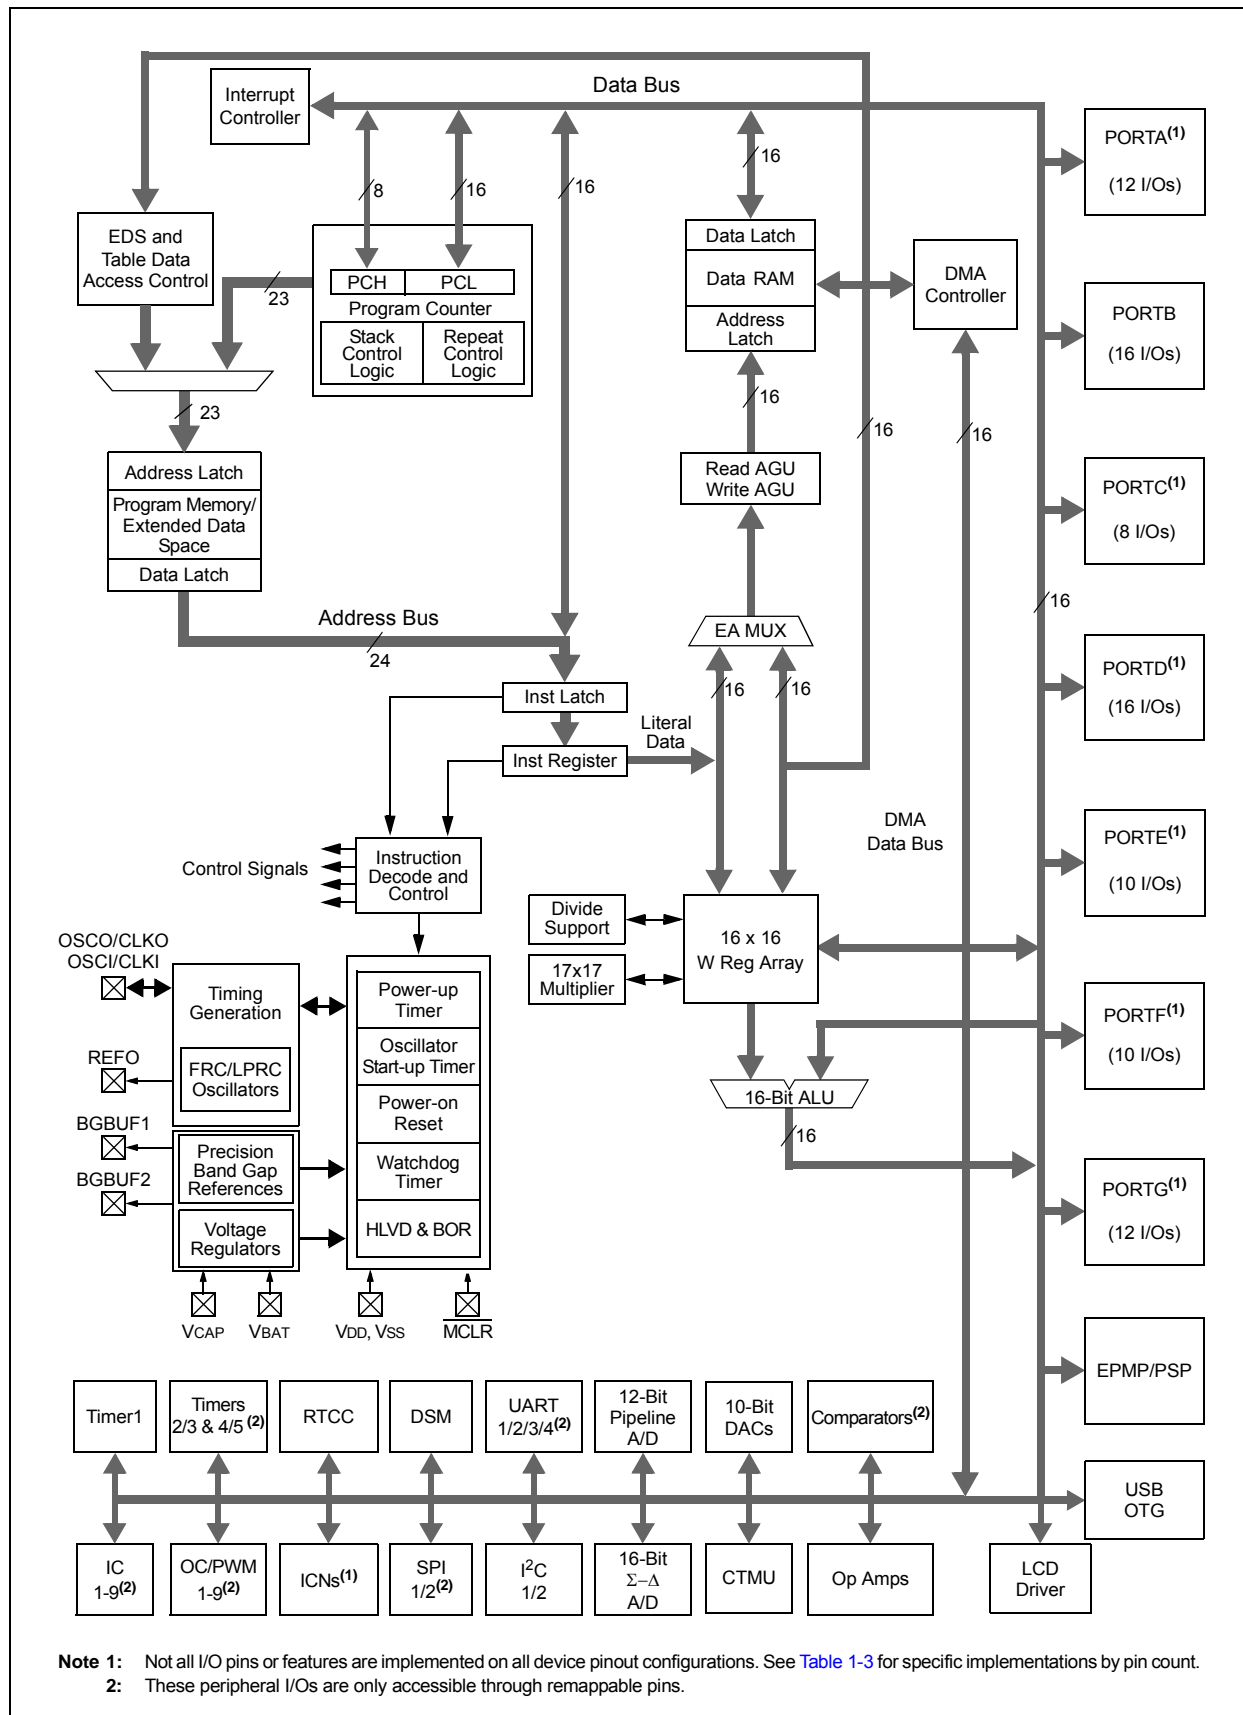 Data Bus
Interrupt
Controller
16
8
16
16
PORTA(1)
(12 I/Os)
EDS and
Table Data
Access Control
23
PCH
PCL
Program Counter
Stack
Control
Logic
Repeat
Control
Logic
Data Latch
Data RAM
Address
Latch
DMA
Controller
PORTB
(16 I/Os)
23
16
16
16
Address Latch
Program Memory/
Extended Data
Space
Data Latch
Read AGU
Write AGU
PORTC(1)
(8 I/Os)
16
Address Bus
24
EA MUX
16
16
PORTD(1)
(16 I/Os)
Inst Latch
Inst Register
Literal
Data
DMA
Data Bus
PORTE(1)
(10 I/Os)
Control Signals
Instruction
Decode and
Control
Divide
Support
17x17
Multiplier
16 x 16
W Reg Array
OSCO/CLKO
OSCI/CLKI
Timing
Generation
REFO
FRC/LPRC
Oscillators
BGBUF1
Precision
Band Gap
References
BGBUF2
Voltage
Regulators
Power-up
Timer
Oscillator
Start-up Timer
Power-on
Reset
Watchdog
Timer
HLVD & BOR
16-Bit ALU
16
PORTF(1)
(10 I/Os)
PORTG(1)
(12 I/Os)
VCAP
VBAT
VDD, VSS
MCLR
EPMP/PSP
Timer1
Timers
2/3 & 4/5(2)
RTCC
DSM
UART
1/2/3/4(2)
12-Bit
Pipeline
A/D
10-Bit
DACs
Comparators(2)
USB
OTG
IC
1-9(2)
OC/PWM
1-9(2)
ICNs(1)
SPI
1/2(2)
I2C
1/2
16-Bit
Σ–Δ
A/D
CTMU
Op Amps
LCD
Driver
Note 1: Not all I/O pins or features are implemented on all device pinout configurations. See Table 1-3 for specific implementations by pin count.
2: These peripheral I/Os are only accessible through remappable pins.